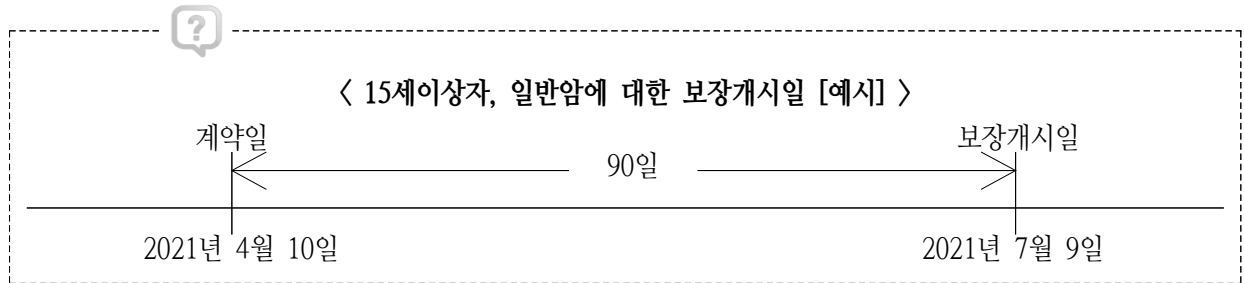 ?
〈 15세이상자, 일반암에 대한 보장개시일 [예시] 〉
계약일 보장개시일
90일
2021년 4월 10일 2021년 7월 9일